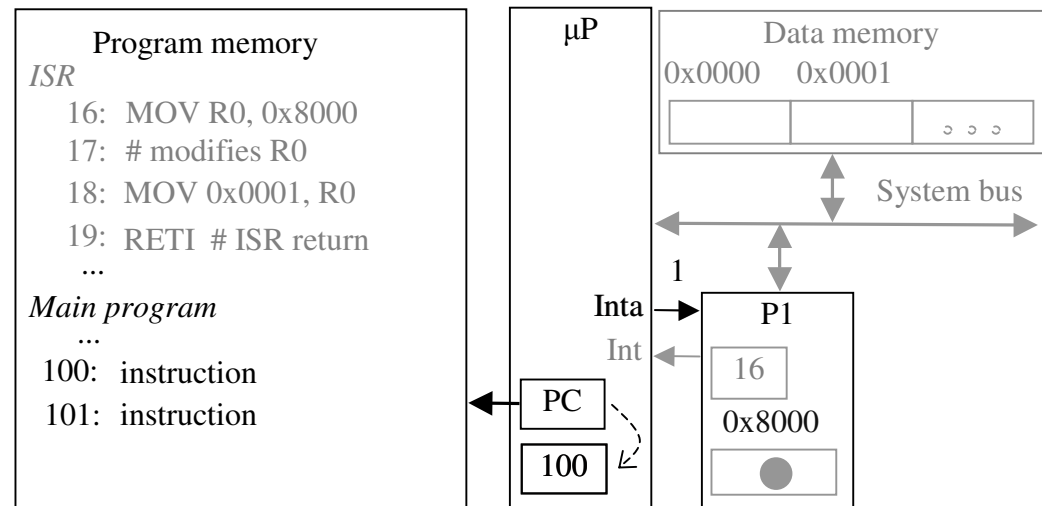 Program memory
ISR
16: MOV R0, 0x8000
17: # modifies R0
18: MOV 0x0001, R0
19: RETI # ISR return
...
Main program
...
100: instruction
101: instruction
μP
Inta
Int
PC
100
Data memory
0x0000 0x0001
System bus
1
P1
16
0x8000